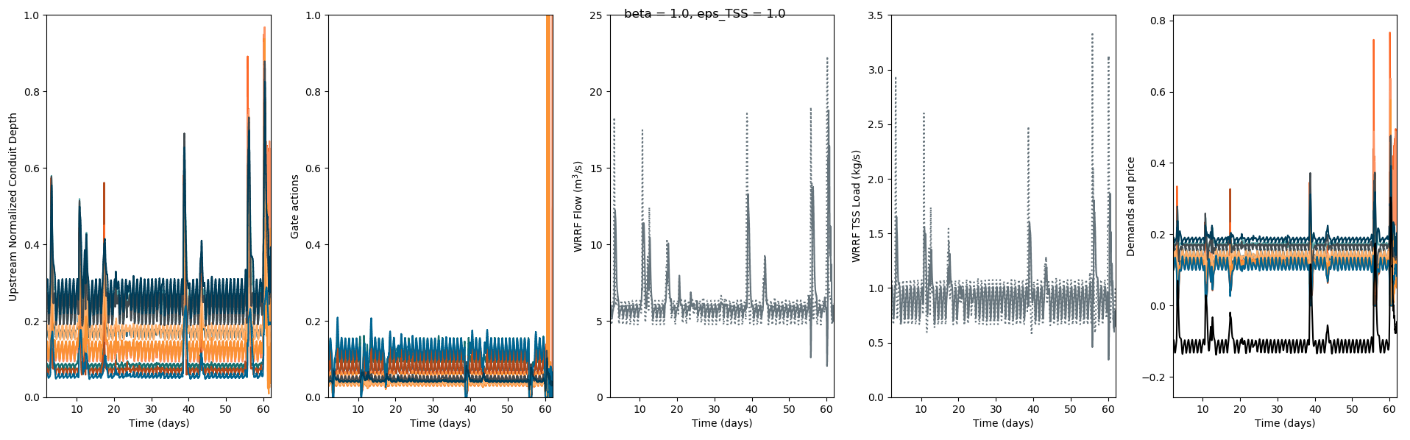 beta = 1.0, eps_TSS = 1.0
Upstream Normalized Conduit Depth
1.0
0.8
0.6
0.4
0.2
0.0
10 20 30 40 50 60
Time (days)
Gate actions
1.0
0.8
0.6
0.4
0.2
0.0
10 20 30 40 50 60
Time (days)
WRRF Flow (m³/s)
25
20
15
10
5
0
10 20 30 40 50 60
Time (days)
WRRF TSS Load (kg/s)
3.5
3.0
2.5
2.0
1.5
1.0
0.5
0.0
10 20 30 40 50 60
Time (days)
Demands and price
0.8
0.6
0.4
0.2
0.0
−0.2
10 20 30 40 50 60
Time (days)